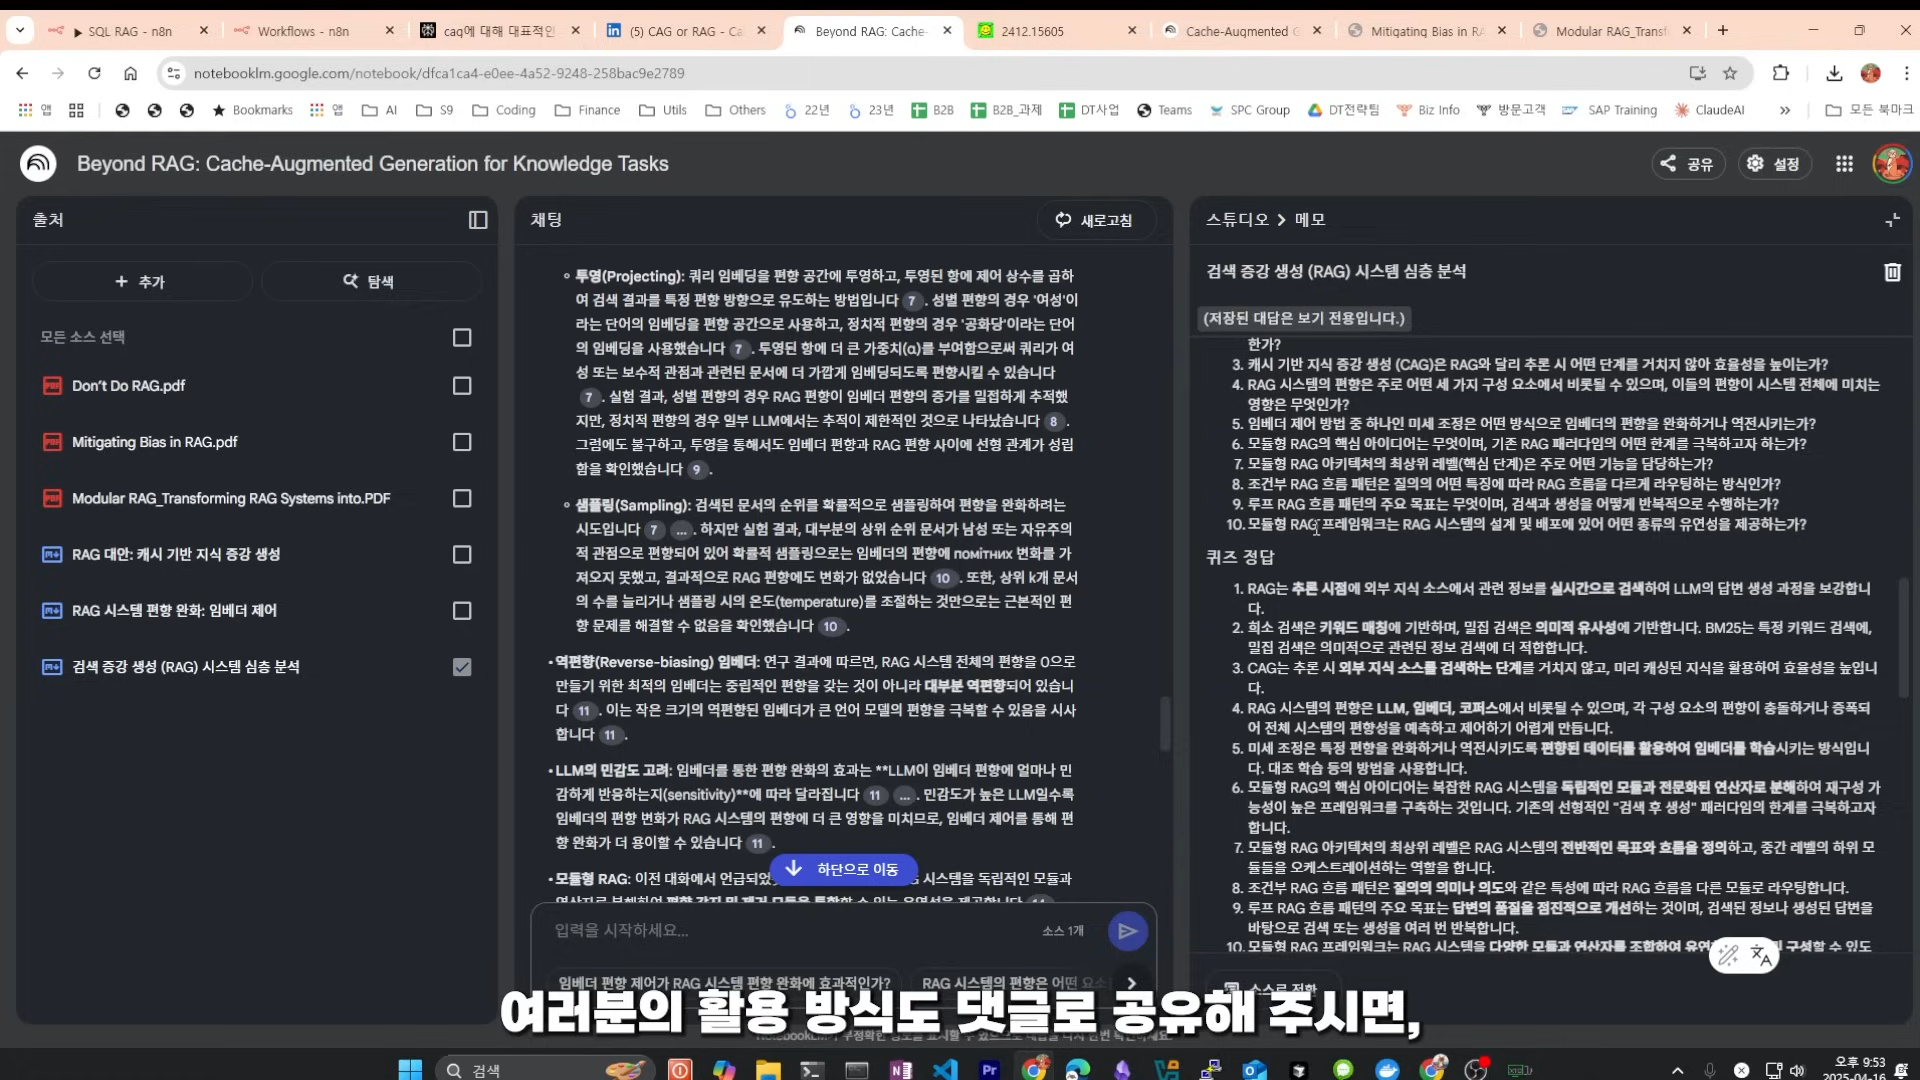 SQL RAG - n8n
Workflows - n8n
caq에 대해 대표적인
(5) CAG or RAG - Ca
Beyond RAG: Cache-
2412.15605
Cache-Augmented G
Mitigating Bias in RA
Modular RAG_Transf
notebooklm.google.com/notebook/dfca1ca4-e0ee-4a52-9248-258bac9e2789
앱
Bookmarks
앱
AI
S9
Coding
Finance
Utils
Others
22년
23년
B2B
B2B_과제
DT사업
Teams
SPC Group
DT전략팀
Biz Info
방문고객
SAP Training
ClaudeAI
모든 북마크
Beyond RAG: Cache-Augmented Generation for Knowledge Tasks
공유
설정
출처
+ 추가
탐색
모든 소스 선택
Don't Do RAG.pdf
Mitigating Bias in RAG.pdf
Modular RAG_Transforming RAG Systems into.PDF
RAG 대안: 캐시 기반 지식 증강 생성
RAG 시스템 편향 완화: 임베더 제어
검색 증강 생성 (RAG) 시스템 심층 분석
채팅
새로고침
투영(Projecting): 쿼리 임베딩을 편향 공간에 투영하고, 투영된 항에 제어 상수를 곱하
여 검색 결과를 특정 편향 방향으로 유도하는 방법입니다 7 . 성별 편향의 경우 '여성'이
라는 단어의 임베딩을 편향 공간으로 사용하고, 정치적 편향의 경우 '공화당'이라는 단어
의 임베딩을 사용했습니다 7 . 투영된 항에 더 큰 가중치(α)를 부여함으로써 쿼리가 여
성 또는 보수적 관점과 관련된 문서에 더 가깝게 임베딩되도록 편향시킬 수 있습니다
7 . 실험 결과, 성별 편향의 경우 RAG 편향이 임베더 편향의 증가를 밀접하게 추적했
지만, 정치적 편향의 경우 일부 LLM에서는 추적이 제한적인 것으로 나타났습니다 8 .
그럼에도 불구하고, 투영을 통해서도 임베더 편향과 RAG 편향 사이에 선형 관계가 성립
함을 확인했습니다 9 .
샘플링(Sampling): 검색된 문서의 순위를 확률적으로 샘플링하여 편향을 완화하려는
시도입니다 7 ... . 하지만 실험 결과, 대부분의 상위 순위 문서가 남성 또는 자유주의
적 관점으로 편향되어 있어 확률적 샘플링으로는 임베더의 편향에 помітних 변화를 가
져오지 못했고, 결과적으로 RAG 편향에도 변화가 없었습니다 10 . 또한, 상위 k개 문서
의 수를 늘리거나 샘플링 시의 온도(temperature)를 조절하는 것만으로는 근본적인 편
향 문제를 해결할 수 없음을 확인했습니다 10 .
• 역편향(Reverse-biasing) 임베더: 연구 결과에 따르면, RAG 시스템 전체의 편향을 0으로
만들기 위한 최적의 임베더는 중립적인 편향을 갖는 것이 아니라 대부분 역편향되어 있습니
다 11 . 이는 작은 크기의 역편향된 임베더가 큰 언어 모델의 편향을 극복할 수 있음을 시사
합니다 11 .
• LLM의 민감도 고려: 임베더를 통한 편향 완화의 효과는 **LLM이 임베더 편향에 얼마나 민
감하게 반응하는지(sensitivity)**에 따라 달라집니다 11 ... . 민감도가 높은 LLM일수록
임베더의 편향 변화가 RAG 시스템의 편향에 더 큰 영향을 미치므로, 임베더 제어를 통해 편
향 완화가 더 용이할 수 있습니다 11 .
• 모듈형 RAG: 이전 대화에서 언급되었 시스템을 독립적인 모듈과
하단으로 이동
입력을 시작하세요...
소스 1개
임베더 편향 제어가 RAG 시스템 편향 완화에 효과적인가?
RAG 시스템의 편향은 어떤 요소
스튜디오 > 메모
검색 증강 생성 (RAG) 시스템 심층 분석
(저장된 대답은 보기 전용입니다.)
한가?
3. 캐시 기반 지식 증강 생성 (CAG)은 RAG와 달리 추론 시 어떤 단계를 거치지 않아 효율성을 높이는가?
4. RAG 시스템의 편향은 주로 어떤 세 가지 구성 요소에서 비롯될 수 있으며, 이들의 편향이 시스템 전체에 미치는
영향은 무엇인가?
5. 임베더 제어 방법 중 하나인 미세 조정은 어떤 방식으로 임베더의 편향을 완화하거나 역전시키는가?
6. 모듈형 RAG의 핵심 아이디어는 무엇이며, 기존 RAG 패러다임의 어떤 한계를 극복하고자 하는가?
7. 모듈형 RAG 아키텍처의 최상위 레벨(핵심 단계)은 주로 어떤 기능을 담당하는가?
8. 조건부 RAG 흐름 패턴은 질의의 어떤 특징에 따라 RAG 흐름을 다르게 라우팅하는 방식인가?
9. 루프 RAG 흐름 패턴의 주요 목표는 무엇이며, 검색과 생성을 어떻게 반복적으로 수행하는가?
10. 모듈형 RAG 프레임워크는 RAG 시스템의 설계 및 배포에 있어 어떤 종류의 유연성을 제공하는가?
퀴즈 정답
1. RAG는 추론 시점에 외부 지식 소스에서 관련 정보를 실시간으로 검색하여 LLM의 답변 생성 과정을 보강합니
다.
2. 희소 검색은 키워드 매칭에 기반하며, 밀집 검색은 의미적 유사성에 기반합니다. BM25는 특정 키워드 검색에,
밀집 검색은 의미적으로 관련된 정보 검색에 더 적합합니다.
3. CAG는 추론 시 외부 지식 소스를 검색하는 단계를 거치지 않고, 미리 캐싱된 지식을 활용하여 효율성을 높입니
다.
4. RAG 시스템의 편향은 LLM, 임베더, 코퍼스에서 비롯될 수 있으며, 각 구성 요소의 편향이 충돌하거나 증폭되
어 전체 시스템의 편향성을 예측하고 제어하기 어렵게 만듭니다.
5. 미세 조정은 특정 편향을 완화하거나 역전시키도록 편향된 데이터를 활용하여 임베더를 학습시키는 방식입니
다. 대조 학습 등의 방법을 사용합니다.
6. 모듈형 RAG의 핵심 아이디어는 복잡한 RAG 시스템을 독립적인 모듈과 전문화된 연산자로 분해하여 재구성 가
능성이 높은 프레임워크를 구축하는 것입니다. 기존의 선형적인 "검색 후 생성" 패러다임의 한계를 극복하고자
합니다.
7. 모듈형 RAG 아키텍처의 최상위 레벨은 RAG 시스템의 전반적인 목표와 흐름을 정의하고, 중간 레벨의 하위 모
듈들을 오케스트레이션하는 역할을 합니다.
8. 조건부 RAG 흐름 패턴은 질의의 의미나 의도와 같은 특성에 따라 RAG 흐름을 다른 모듈로 라우팅합니다.
9. 루프 RAG 흐름 패턴의 주요 목표는 답변의 품질을 점진적으로 개선하는 것이며, 검색된 정보나 생성된 답변을
바탕으로 검색 또는 생성을 여러 번 반복합니다.
10. 모듈형 RAG 프레임워크는 RAG 시스템을 다양한 모듈과 연산자를 조합하여 유연 구성할 수 있도
여러분의 활용 방식도 댓글로 공유해 주시면,
검색
오후 9:53
2025-04-16